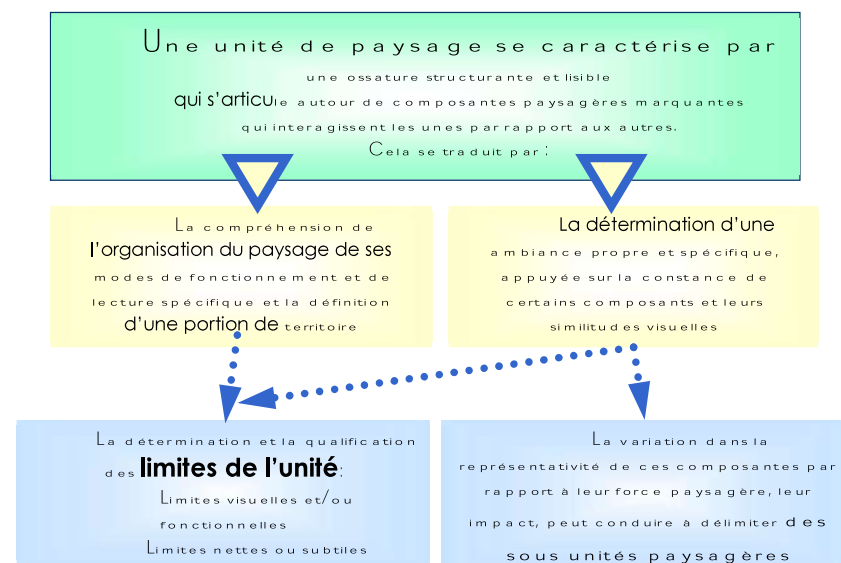 Une unité de paysage se caractérise par
une ossature structurante et lisible
qui s’articule autour de composantes paysagères marquantes
qui interagissent les unes par rapport aux autres.
Cela se traduit par :
La compréhension de
l’organisation du paysage de ses
modes de fonctionnement et de
lecture spécifique et la définition
d’une portion de territoire
La détermination d’une
ambiance propre et spécifique,
appuyée sur la constance de
certains composants et leurs
similitudes visuelles
La détermination et la qualification
des limites de l’unité:
Limites visuelles et/ou
fonctionnelles
Limites nettes ou subtiles
La variation dans la
représentativité de ces composantes par
rapport à leur force paysagère, leur
impact, peut conduire à délimiter des
sous unités paysagères